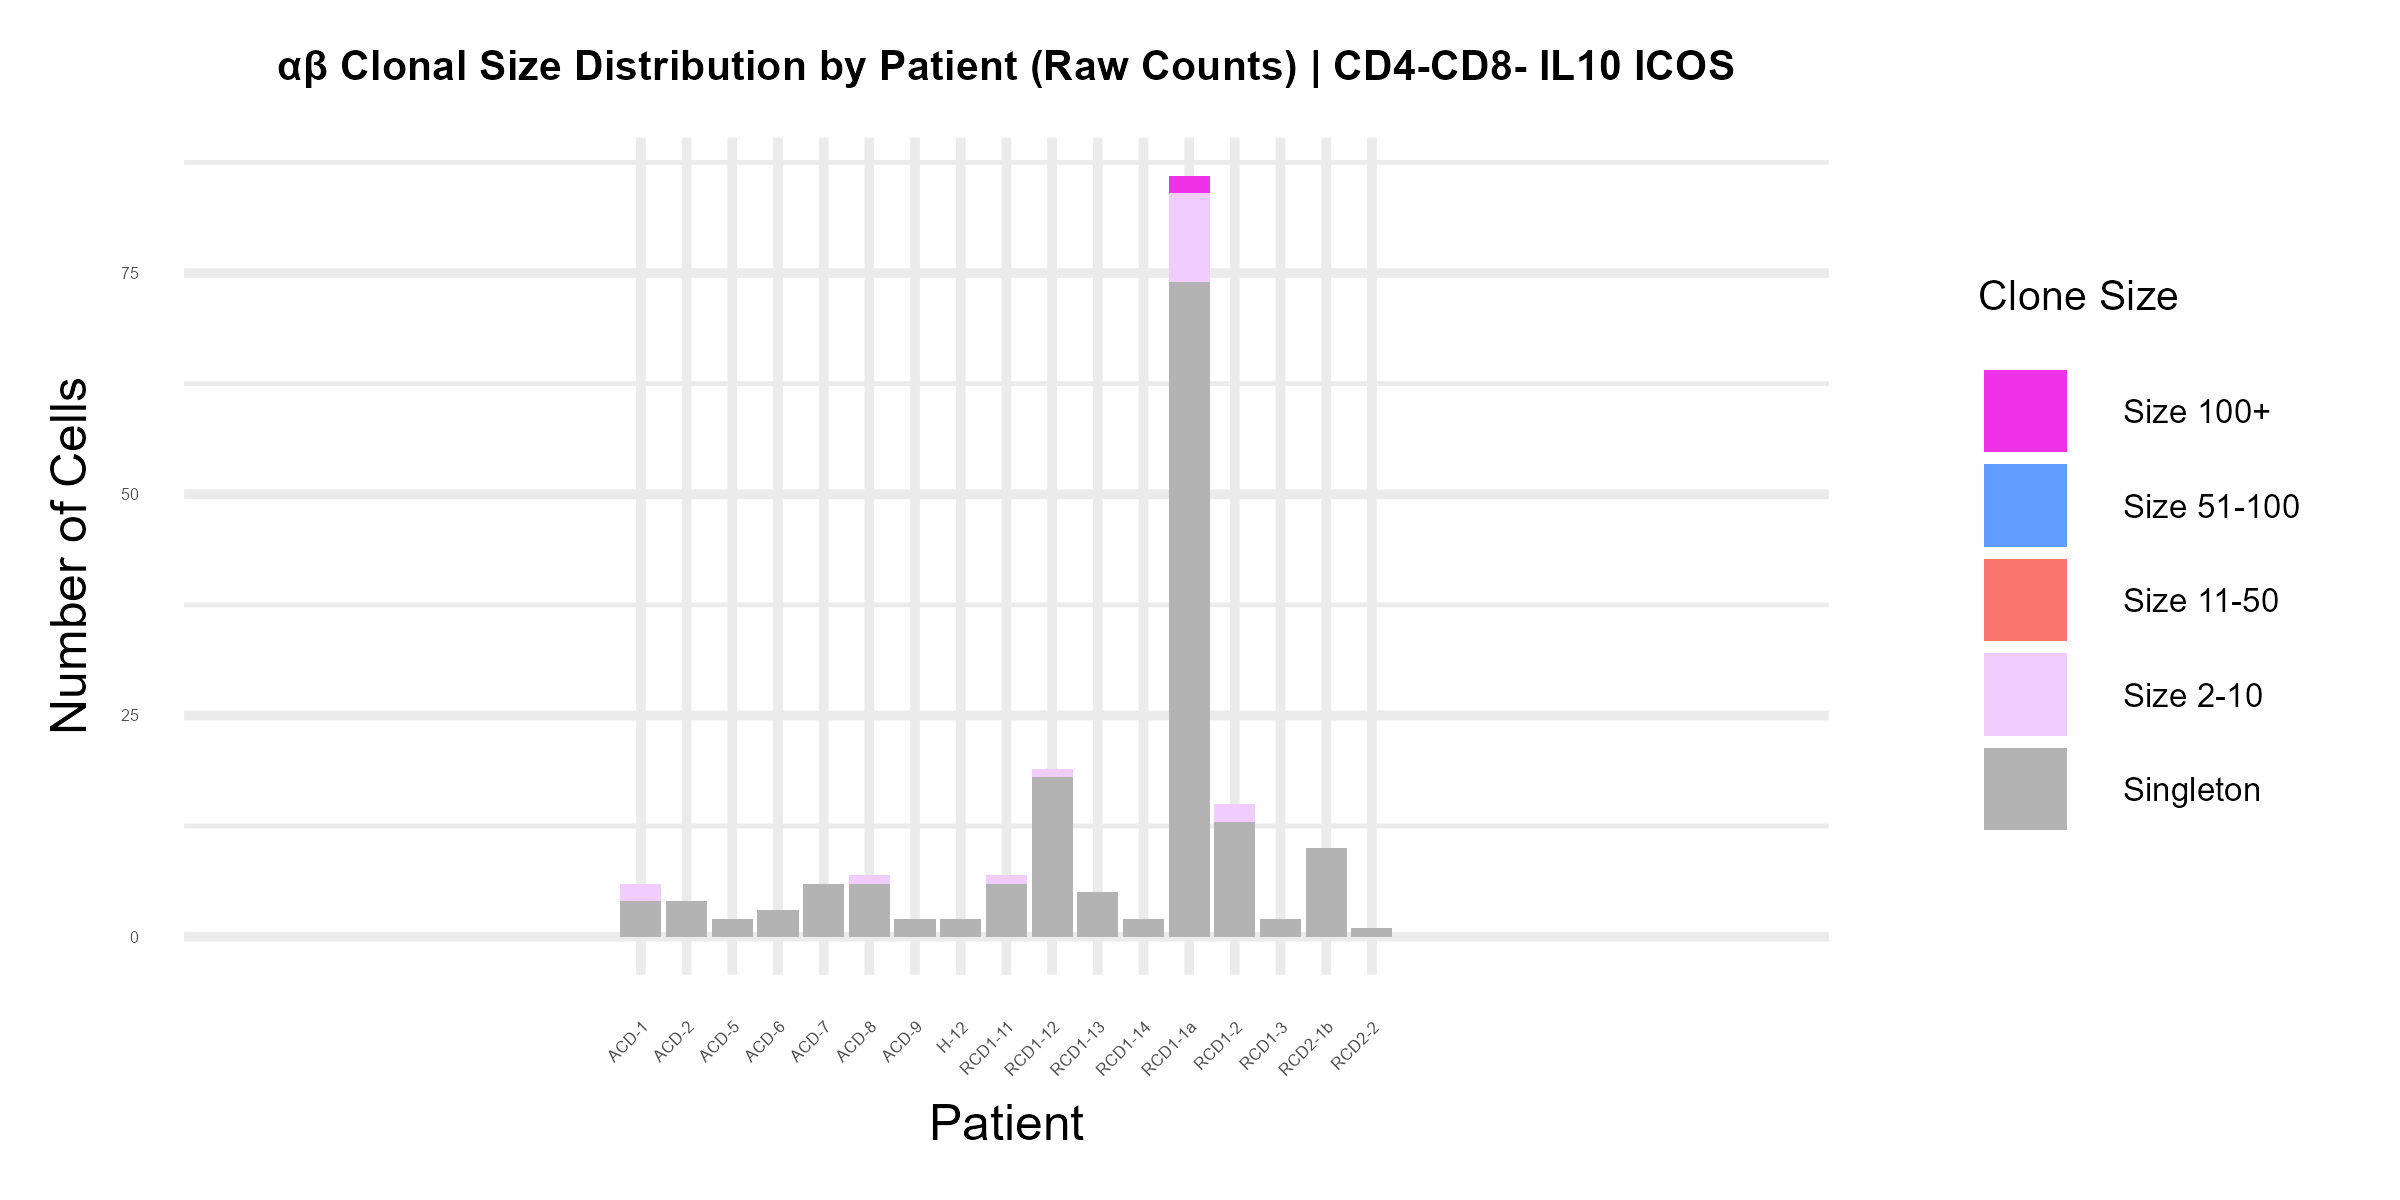 αβ Clonal Size Distribution by Patient (Raw Counts) | CD4-CD8- IL10 ICOS
Number of Cells
75
50
25
0
ACD-1
ACD-2
ACD-5
ACD-6
ACD-7
ACD-8
ACD-9
H-12
RCD1-11
RCD1-12
RCD1-13
RCD1-14
RCD1-1a
RCD1-2
RCD1-3
RCD2-1b
RCD2-2
Patient
Clone Size
Size 100+
Size 51-100
Size 11-50
Size 2-10
Singleton